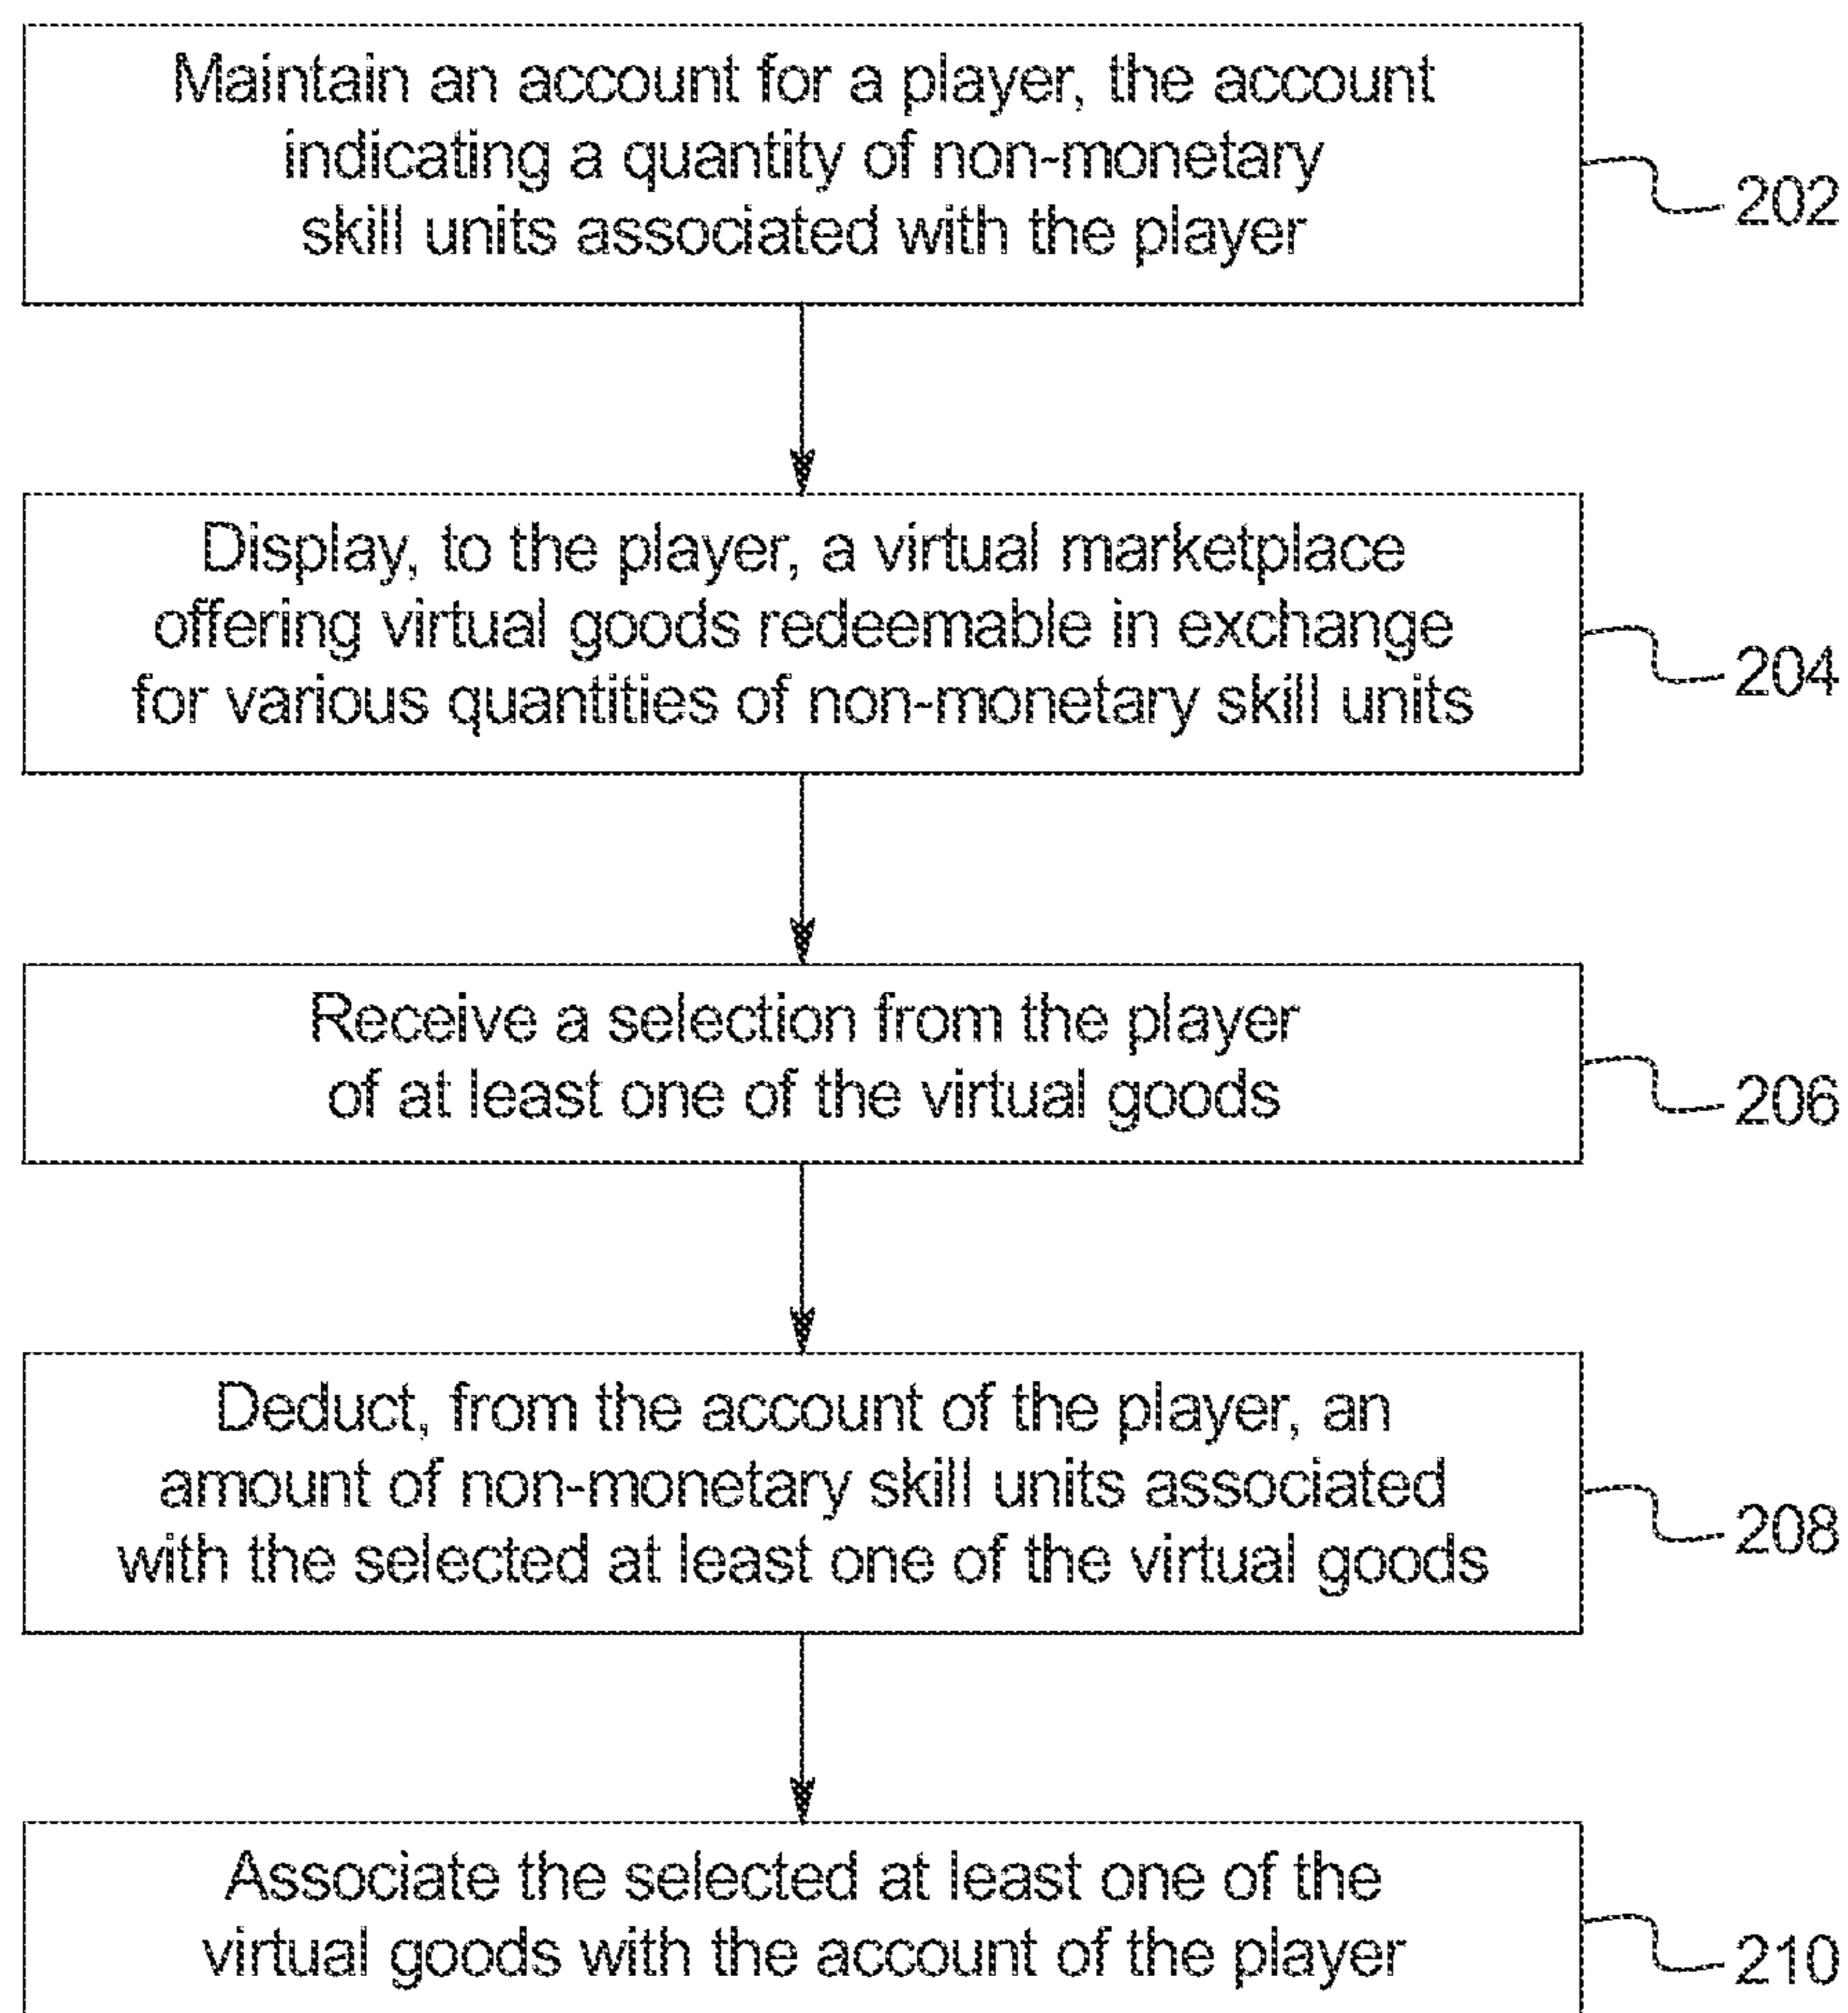 Maintain an account for a player, the account
indicating a quantity of non-monetary
skill units associated with the player
202
Display, to the player, a virtual marketplace
offering virtual goods redeemable in exchange
for various quantities of non-monetary skill units
204
Receive a selection from the player
of at least one of the virtual goods
206
Deduct, from the account of the player, an
amount of non-monetary skill units associated
with the selected at least one of the virtual goods
208
Associate the selected at least one of the
virtual goods with the account of the player
210